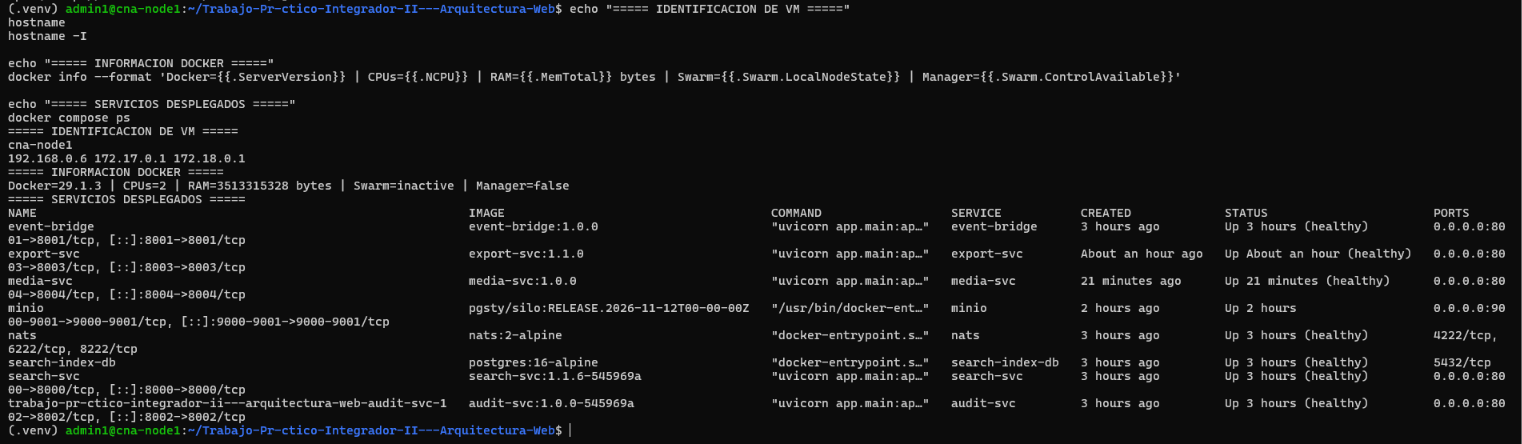 (.venv) admin1@cna-node1:~/Trabajo-Pr-ctico-Integrador-II---Arquitectura-Web$ echo "===== IDENTIFICACION DE VM ====="
hostname
hostname -I
echo "===== INFORMACION DOCKER ====="
docker info --format 'Docker={{.ServerVersion}} | CPUs={{.NCPU}} | RAM={{.MemTotal}} bytes | Swarm={{.Swarm.LocalNodeState}} | Manager={{.Swarm.ControlAvailable}}'
echo "===== SERVICIOS DESPLEGADOS ====="
docker compose ps
===== IDENTIFICACION DE VM =====
cna-node1
192.168.0.6 172.17.0.1 172.18.0.1
===== INFORMACION DOCKER =====
Docker=29.1.3 | CPUs=2 | RAM=3513315328 bytes | Swarm=inactive | Manager=false
===== SERVICIOS DESPLEGADOS =====
NAME IMAGE COMMAND SERVICE CREATED STATUS PORTS
event-bridge event-bridge:1.0.0 "uvicorn app.main:ap…" event-bridge 3 hours ago Up 3 hours (healthy) 0.0.0.0:80
01->8001/tcp, [::]:8001->8001/tcp
export-svc export-svc:1.1.0 "uvicorn app.main:ap…" export-svc About an hour ago Up About an hour (healthy) 0.0.0.0:80
03->8003/tcp, [::]:8003->8003/tcp
media-svc media-svc:1.0.0 "uvicorn app.main:ap…" media-svc 21 minutes ago Up 21 minutes (healthy) 0.0.0.0:80
04->8004/tcp, [::]:8004->8004/tcp
minio pgsty/silo:RELEASE.2026-11-12T00-00-00Z "/usr/bin/docker-ent…" minio 2 hours ago Up 2 hours 0.0.0.0:90
00-9001->9000-9001/tcp, [::]:9000-9001->9000-9001/tcp
nats nats:2-alpine "docker-entrypoint.s…" nats 3 hours ago Up 3 hours (healthy) 4222/tcp,
6222/tcp, 8222/tcp
search-index-db postgres:16-alpine "docker-entrypoint.s…" search-index-db 3 hours ago Up 3 hours (healthy) 5432/tcp
search-svc search-svc:1.1.6-545969a "uvicorn app.main:ap…" search-svc 3 hours ago Up 3 hours (healthy) 0.0.0.0:80
00->8000/tcp, [::]:8000->8000/tcp
trabajo-pr-ctico-integrador-ii---arquitectura-web-audit-svc-1 audit-svc:1.0.0-545969a "uvicorn app.main:ap…" audit-svc 3 hours ago Up 3 hours (healthy) 0.0.0.0:80
02->8002/tcp, [::]:8002->8002/tcp
(.venv) admin1@cna-node1:~/Trabajo-Pr-ctico-Integrador-II---Arquitectura-Web$